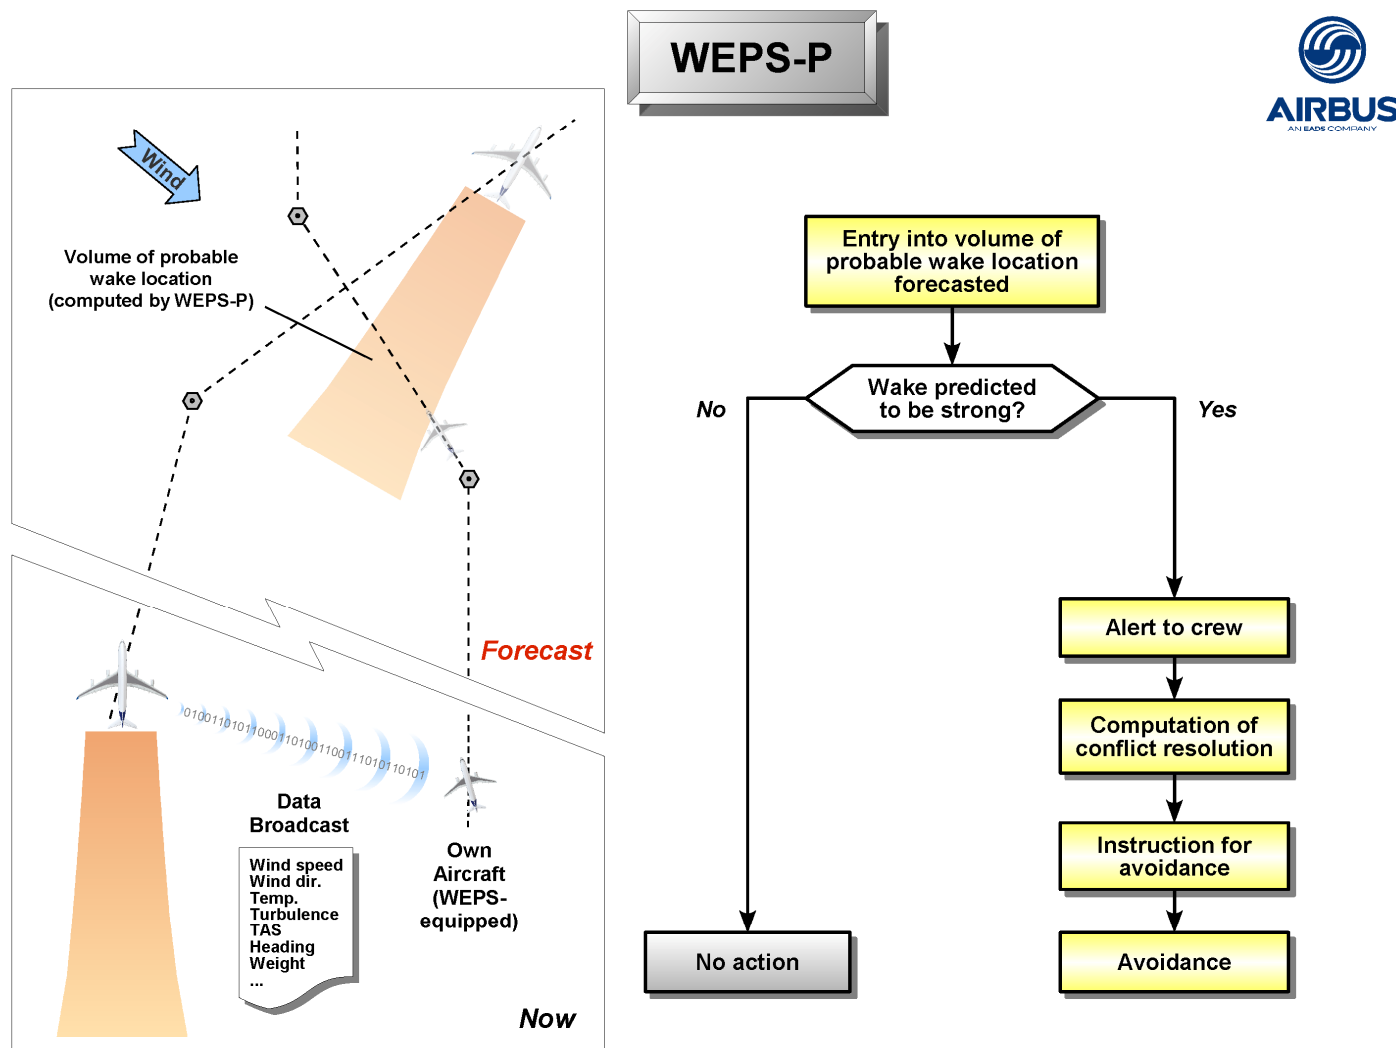 WEPS-P
AIRBUS
AN EADS COMPANY
Wind
Volume of probable
wake location
(computed by WEPS-P)
Forecast
01001101011000110100110011101010110101
Data
Broadcast
Wind speed
Wind dir.
Temp.
Turbulence
TAS
Heading
Weight
...
Own
Aircraft
(WEPS-
equipped)
Now
Entry into volume of
probable wake location
forecasted
Wake predicted
to be strong?
No
Yes
Alert to crew
Computation of
conflict resolution
Instruction for
avoidance
No action
Avoidance